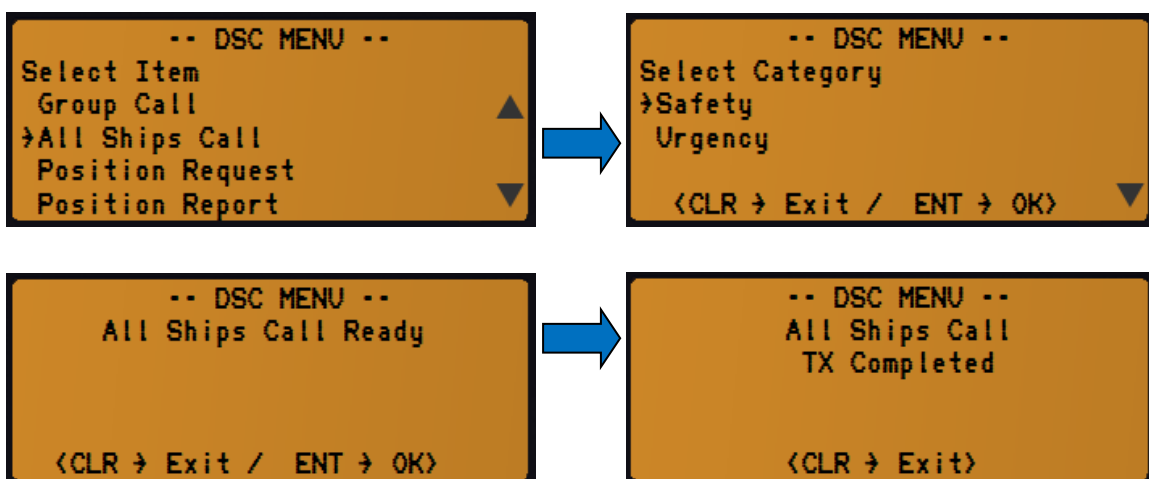 -- DSC MENU --
Select Item
Group Call
→All Ships Call
Position Request
Position Report
-- DSC MENU --
Select Category
→Safety
Urgency
<CLR → Exit / ENT → OK>
-- DSC MENU --
All Ships Call Ready
<CLR → Exit / ENT → OK>
-- DSC MENU --
All Ships Call
TX Completed
<CLR → Exit>